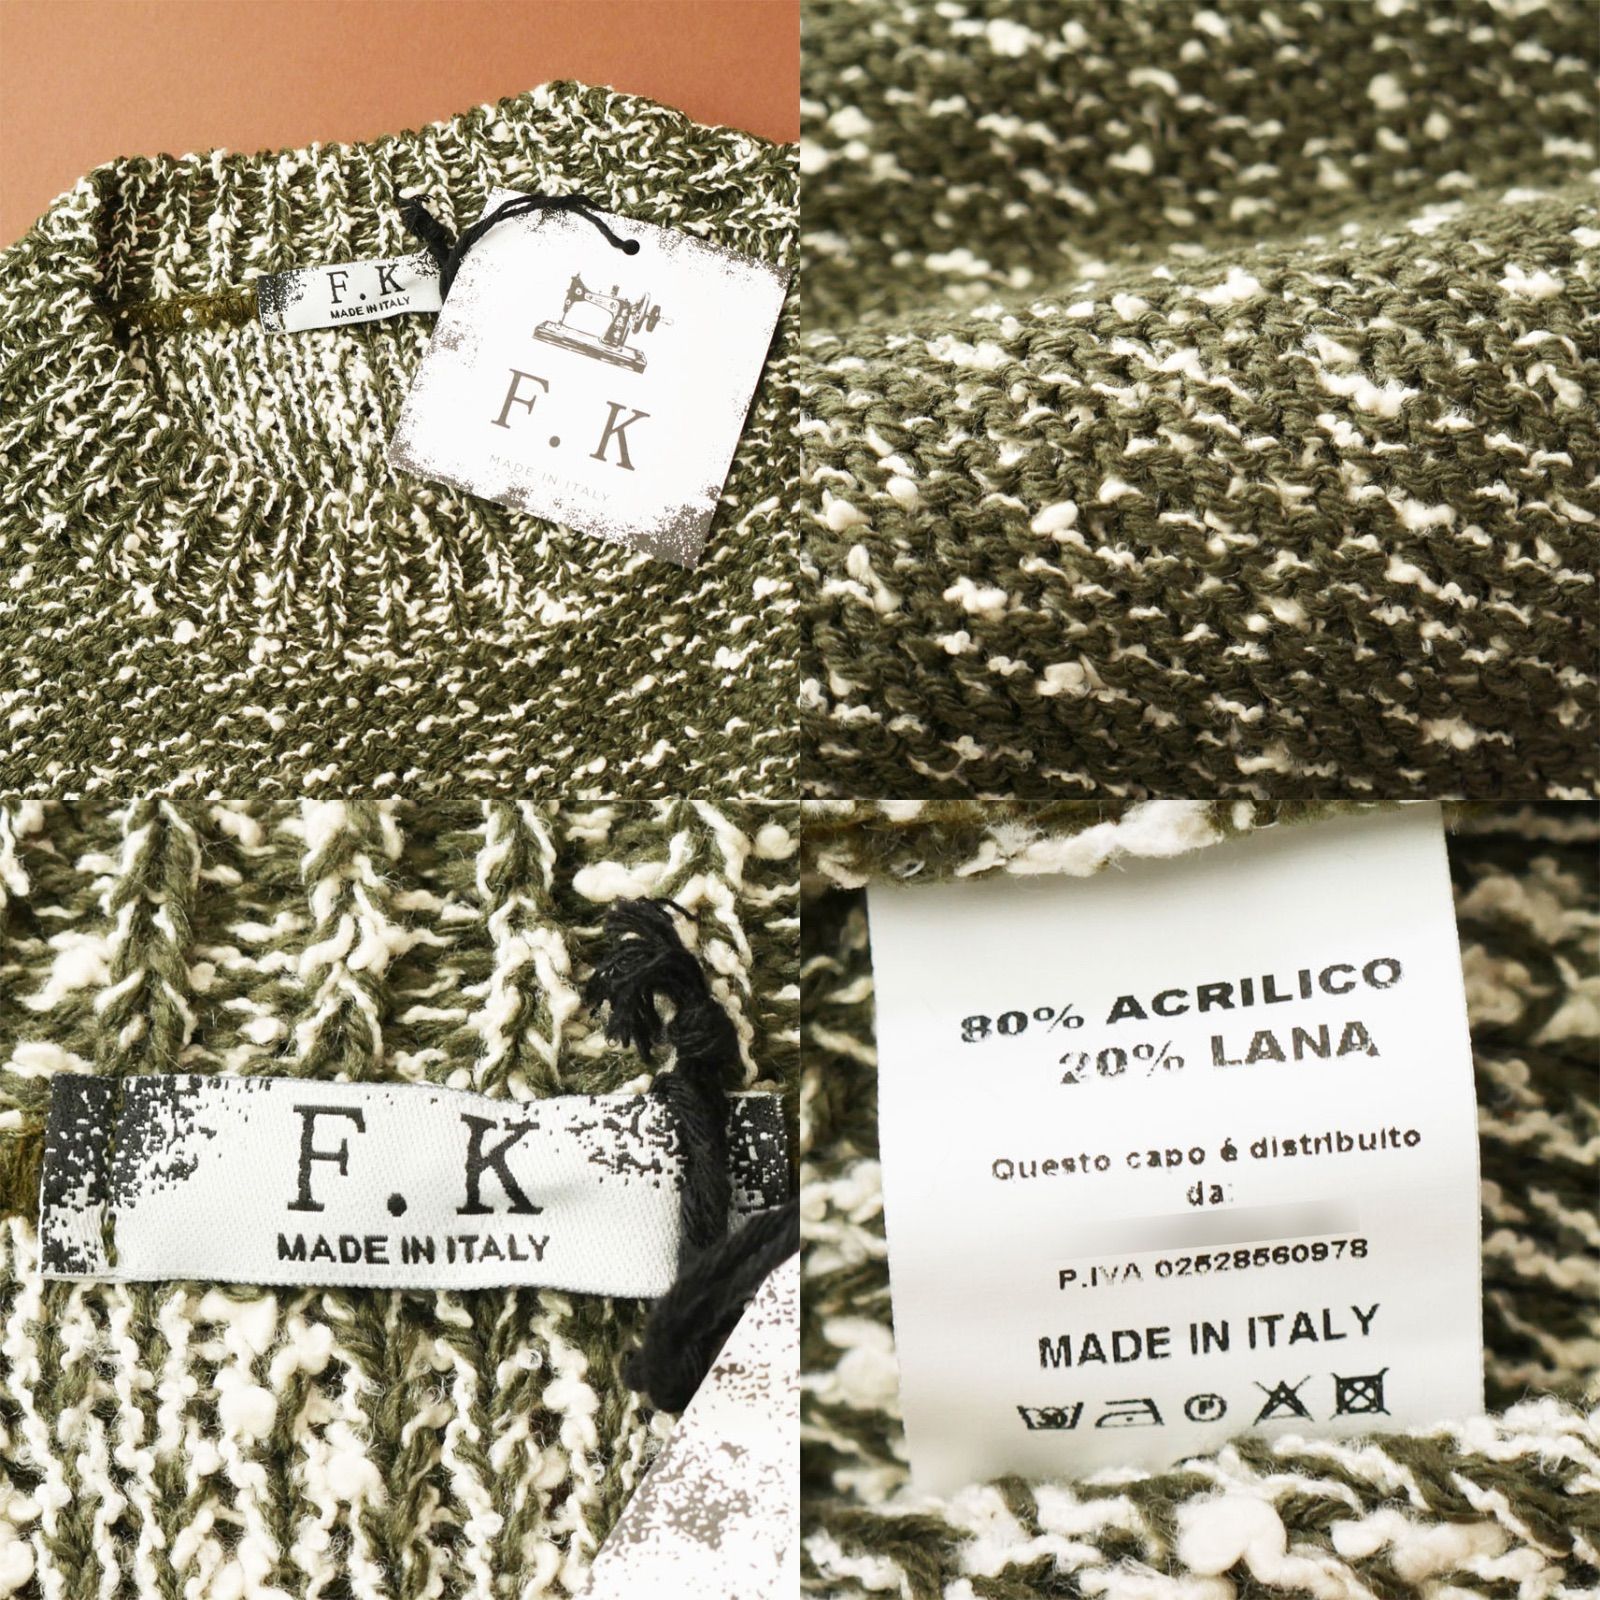 F.K
MADE IN ITALY
F.K
MADE IN ITALY
F.K
MADE IN ITALY
80% ACRILICO
20% LANA
Questo capo é distribuito
da:
P.IVA 02528560978
MADE IN ITALY
30
P